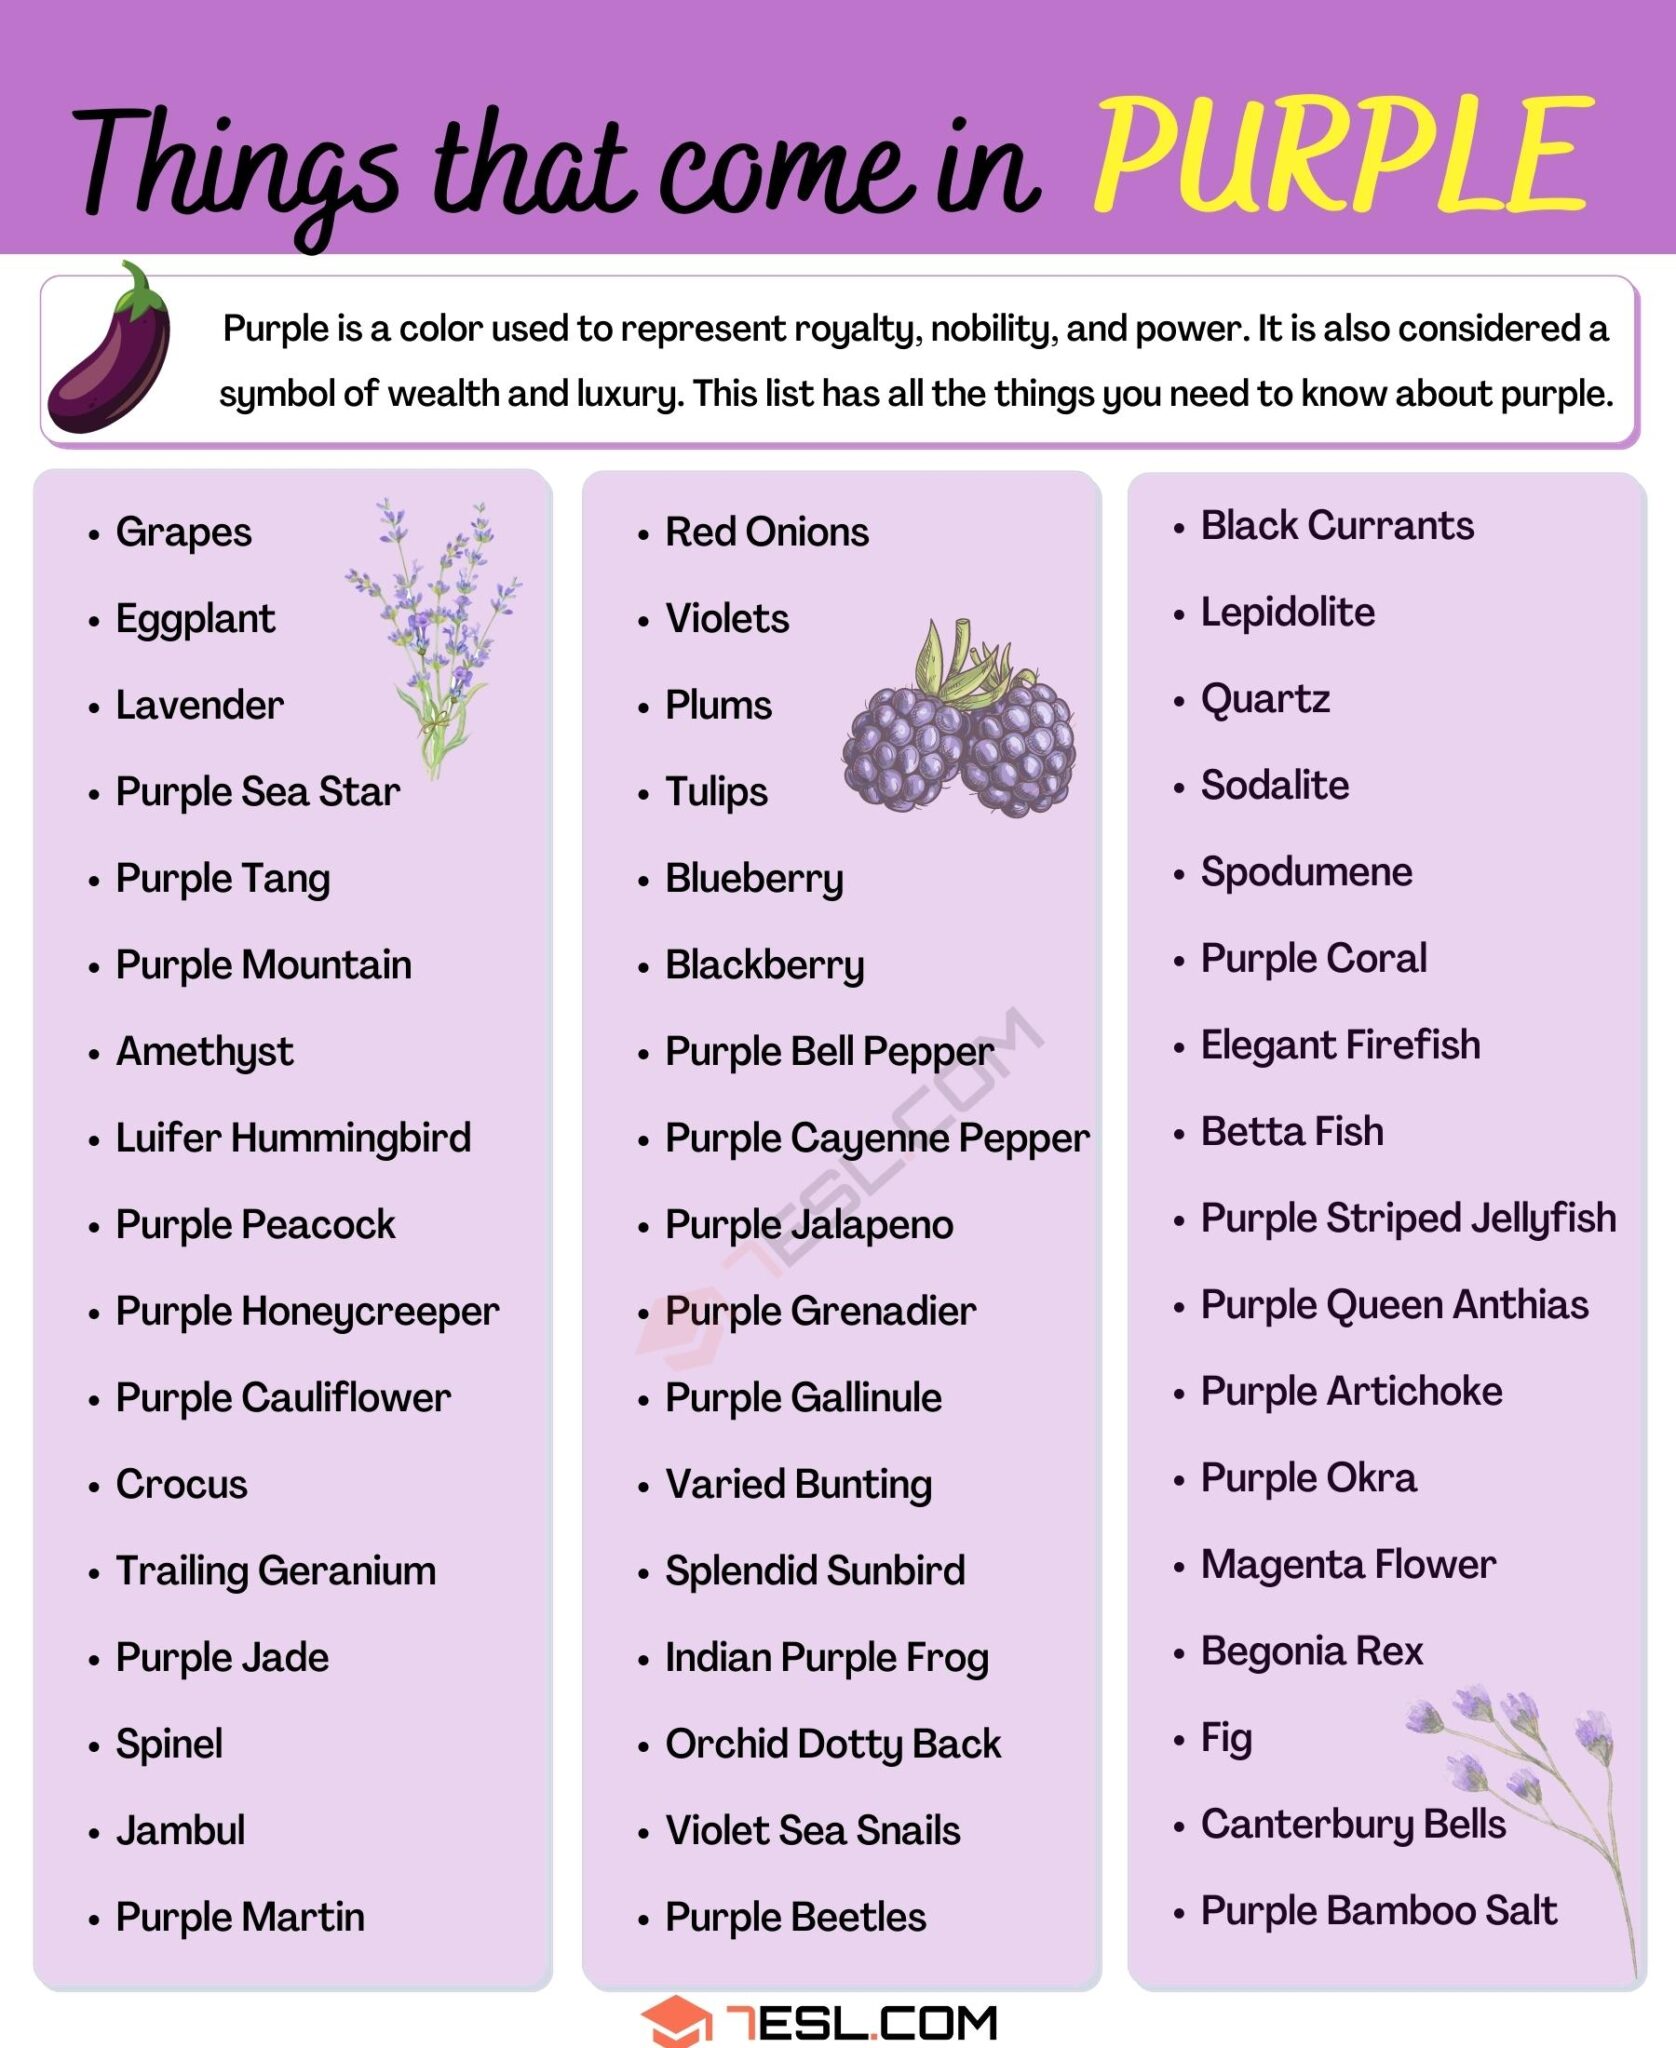 Things that come in PURPLE
Purple is a color used to represent royalty, nobility, and power. It is also considered a
symbol of wealth and luxury. This list has all the things you need to know about purple.
• Grapes
• Eggplant
• Lavender
• Purple Sea Star
• Purple Tang
• Purple Mountain
• Amethyst
• Luifer Hummingbird
• Purple Peacock
• Purple Honeycreeper
• Purple Cauliflower
• Crocus
• Trailing Geranium
• Purple Jade
• Spinel
• Jambul
• Purple Martin
• Red Onions
• Violets
• Plums
• Tulips
• Blueberry
• Blackberry
• Purple Bell Pepper
• Purple Cayenne Pepper
• Purple Jalapeno
• Purple Grenadier
• Purple Gallinule
• Varied Bunting
• Splendid Sunbird
• Indian Purple Frog
• Orchid Dotty Back
• Violet Sea Snails
• Purple Beetles
• Black Currants
• Lepidolite
• Quartz
• Sodalite
• Spodumene
• Purple Coral
• Elegant Firefish
• Betta Fish
• Purple Striped Jellyfish
• Purple Queen Anthias
• Purple Artichoke
• Purple Okra
• Magenta Flower
• Begonia Rex
• Fig
• Canterbury Bells
• Purple Bamboo Salt
7ESL.COM
7ESL.COM